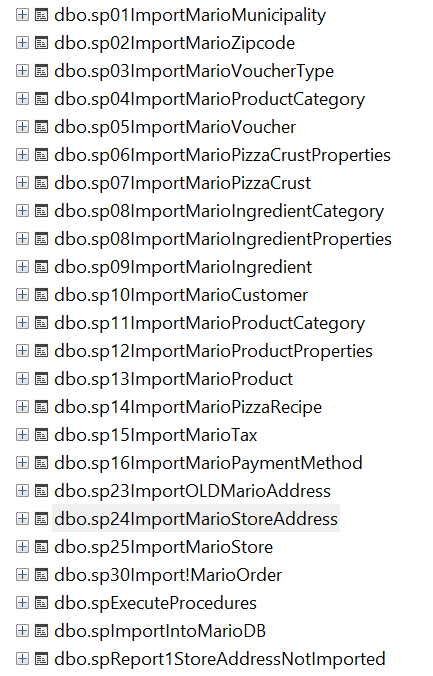 dbo.sp01ImportMarioMunicipality
dbo.sp02ImportMarioZipcode
dbo.sp03ImportMarioVoucherType
dbo.sp04ImportMarioProductCategory
dbo.sp05ImportMarioVoucher
dbo.sp06ImportMarioPizzaCrustProperties
dbo.sp07ImportMarioPizzaCrust
dbo.sp08ImportMarioIngredientCategory
dbo.sp08ImportMarioIngredientProperties
dbo.sp09ImportMarioIngredient
dbo.sp10ImportMarioCustomer
dbo.sp11ImportMarioProductCategory
dbo.sp12ImportMarioProductProperties
dbo.sp13ImportMarioProduct
dbo.sp14ImportMarioPizzaRecipe
dbo.sp15ImportMarioTax
dbo.sp16ImportMarioPaymentMethod
dbo.sp23ImportOLDMarioAddress
dbo.sp24ImportMarioStoreAddress
dbo.sp25ImportMarioStore
dbo.sp30Import!MarioOrder
dbo.spExecuteProcedures
dbo.spImportIntoMarioDB
dbo.spReport1StoreAddressNotImported